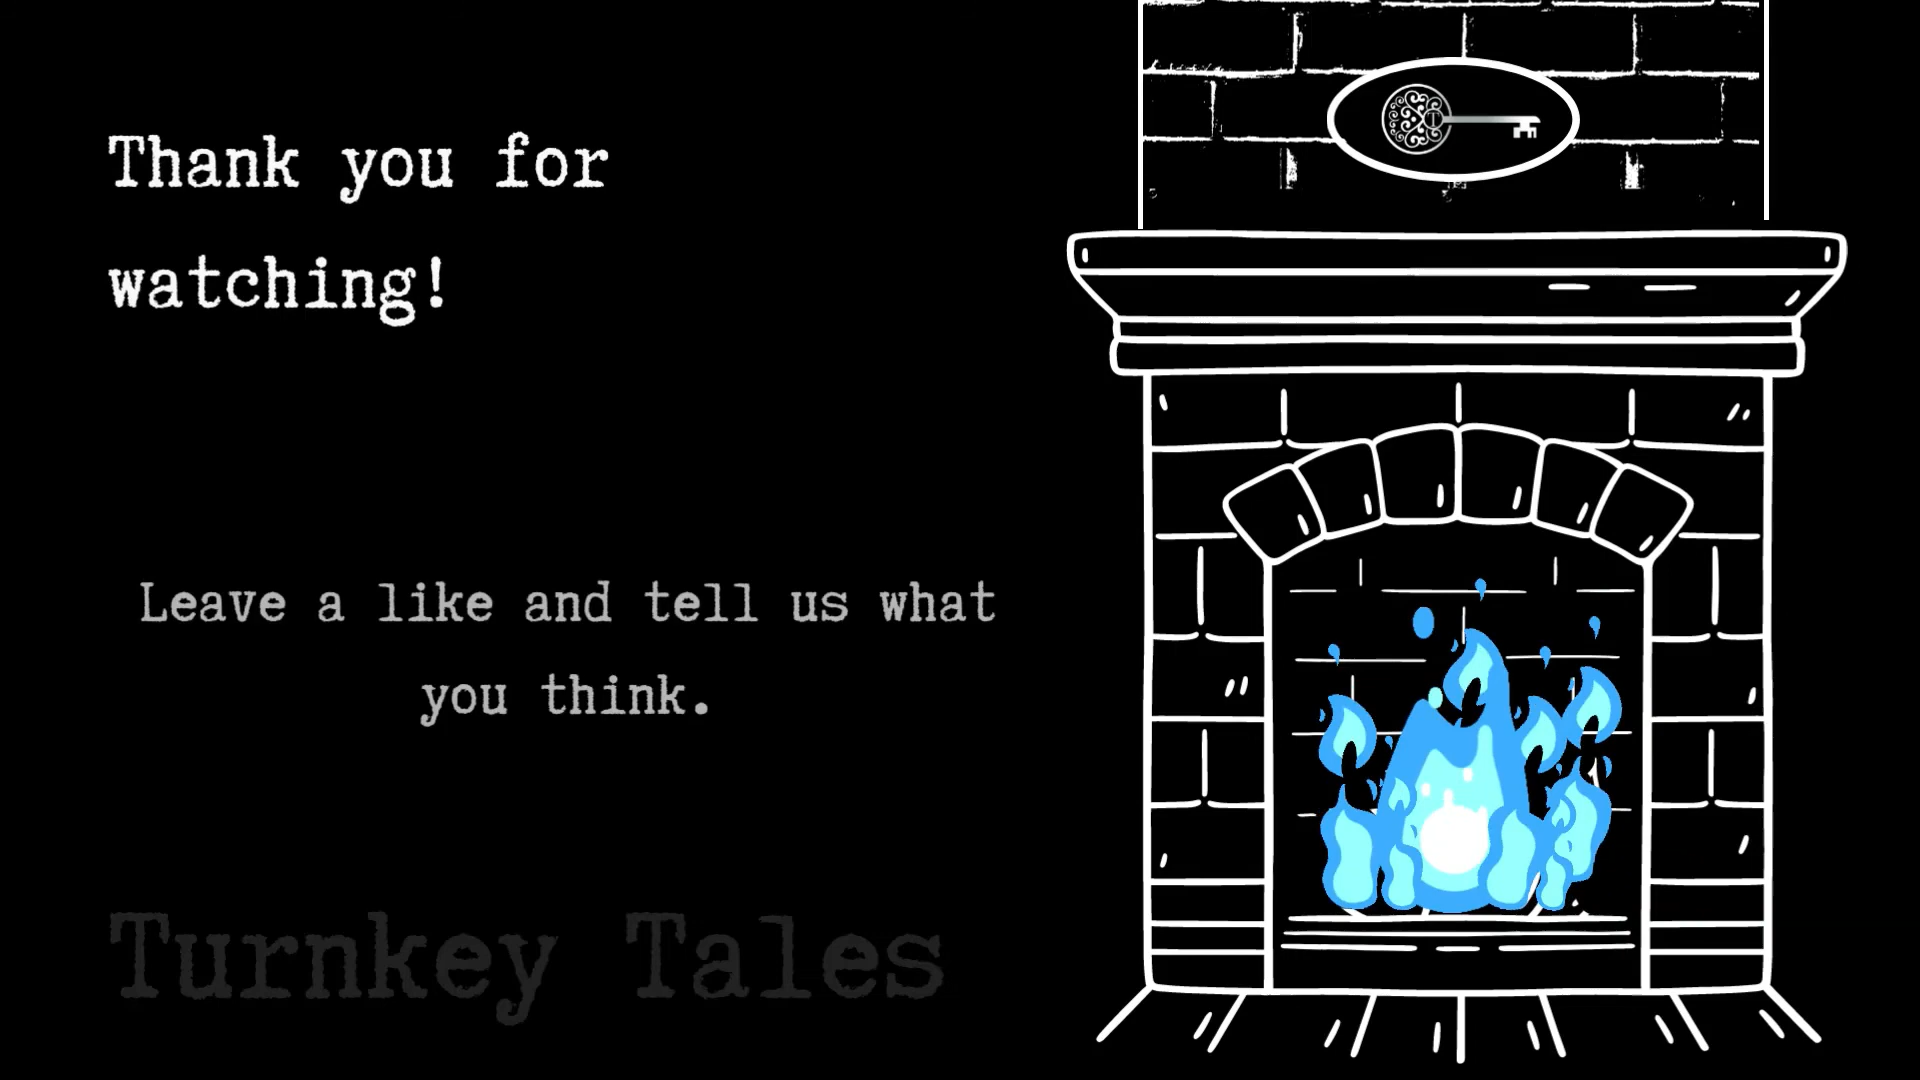 Thank you for
watching!
Leave a like and tell us what
you think.
Turnkey Tales
T